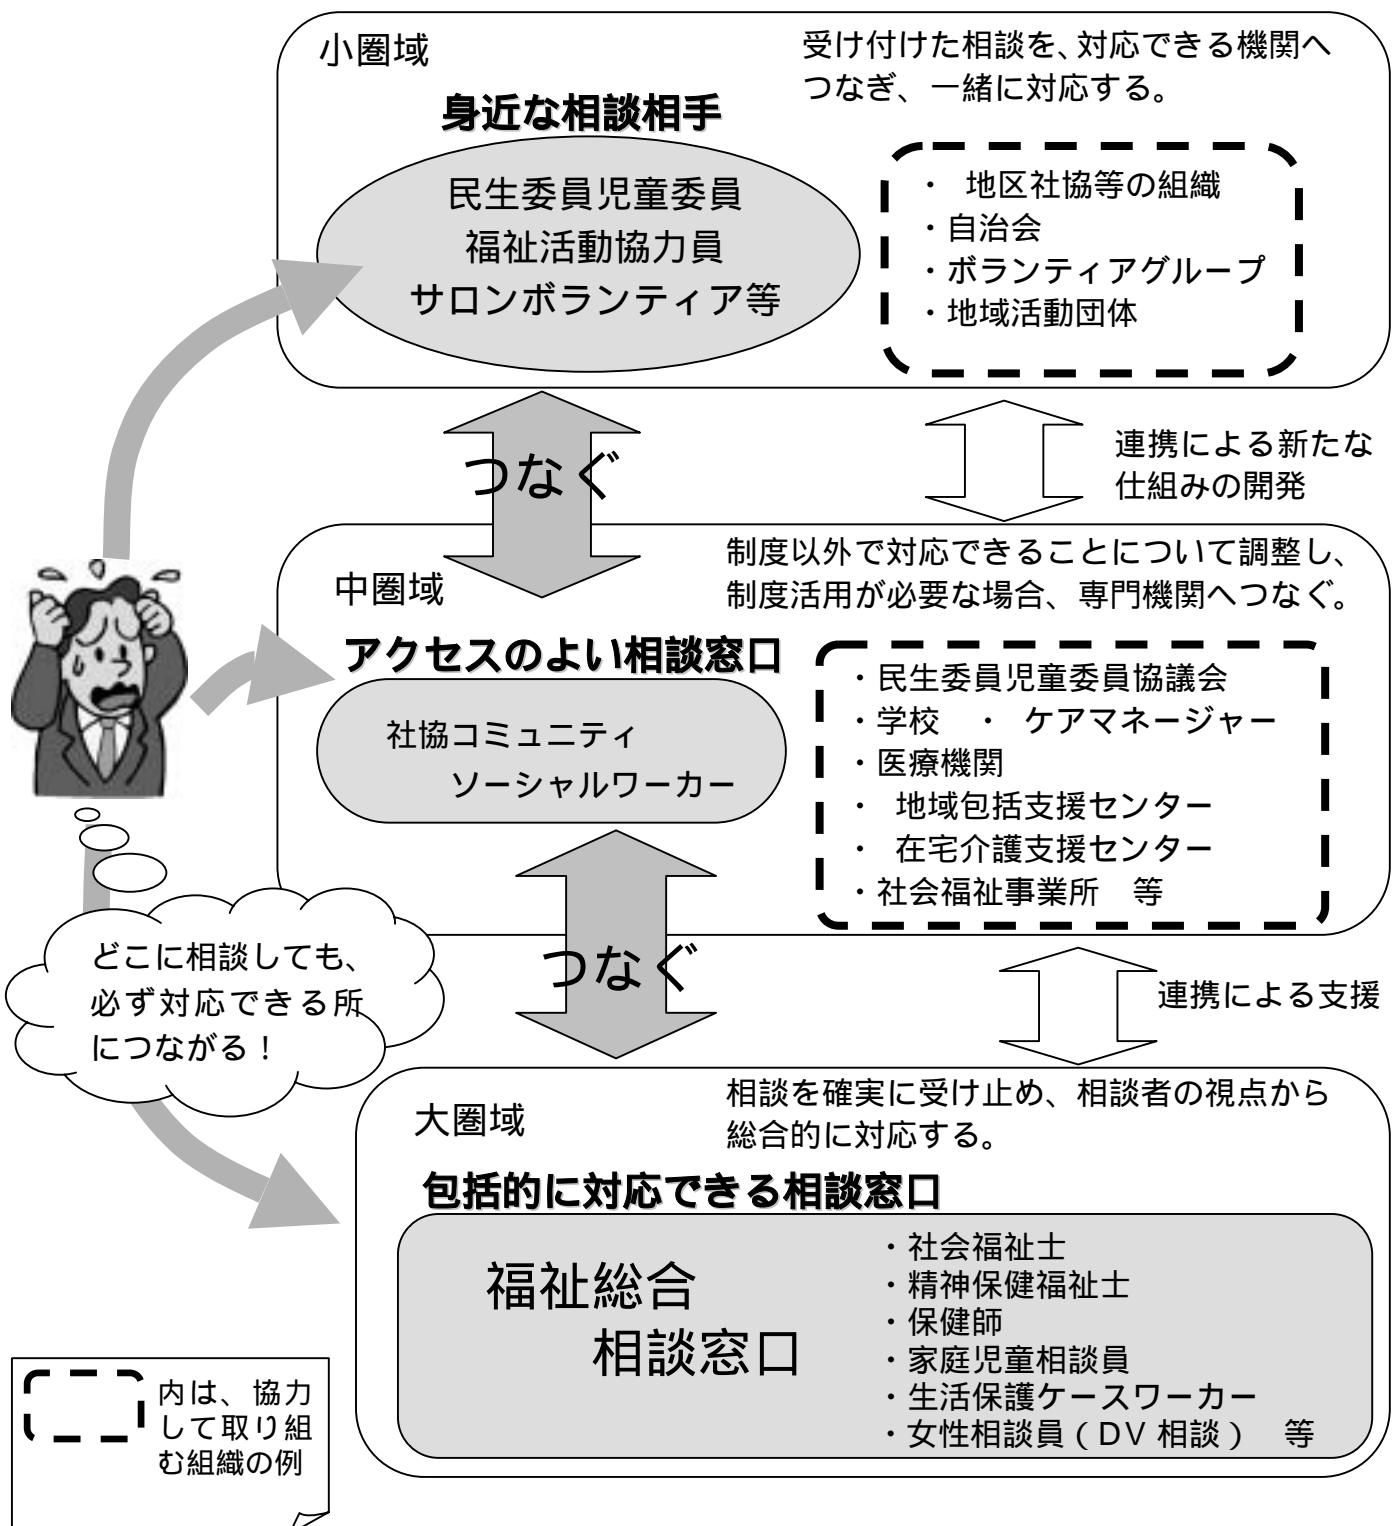 小圏域
受け付けた相談を、対応できる機関へ
つなぎ、一緒に対応する。
身近な相談相手
民生委員児童委員
福祉活動協力員
サロンボランティア等
・ 地区社協等の組織
・自治会
・ボランティアグループ
・地域活動団体
つなぐ
連携による新たな
仕組みの開発
中圏域
制度以外で対応できることについて調整し、
制度活用が必要な場合、専門機関へつなぐ。
アクセスのよい相談窓口
社協コミュニティ
ソーシャルワーカー
・民生委員児童委員協議会
・学校 ・ ケアマネージャー
・医療機関
・ 地域包括支援センター
・ 在宅介護支援センター
・社会福祉事業所 等
どこに相談しても、
必ず対応できる所
につながる！
つなぐ
連携による支援
大圏域
相談を確実に受け止め、相談者の視点から
総合的に対応する。
包括的に対応できる相談窓口
福祉総合
相談窓口
・社会福祉士
・精神保健福祉士
・保健師
・家庭児童相談員
・生活保護ケースワーカー
・女性相談員（DV 相談） 等
内は、協力
して取り組
む組織の例